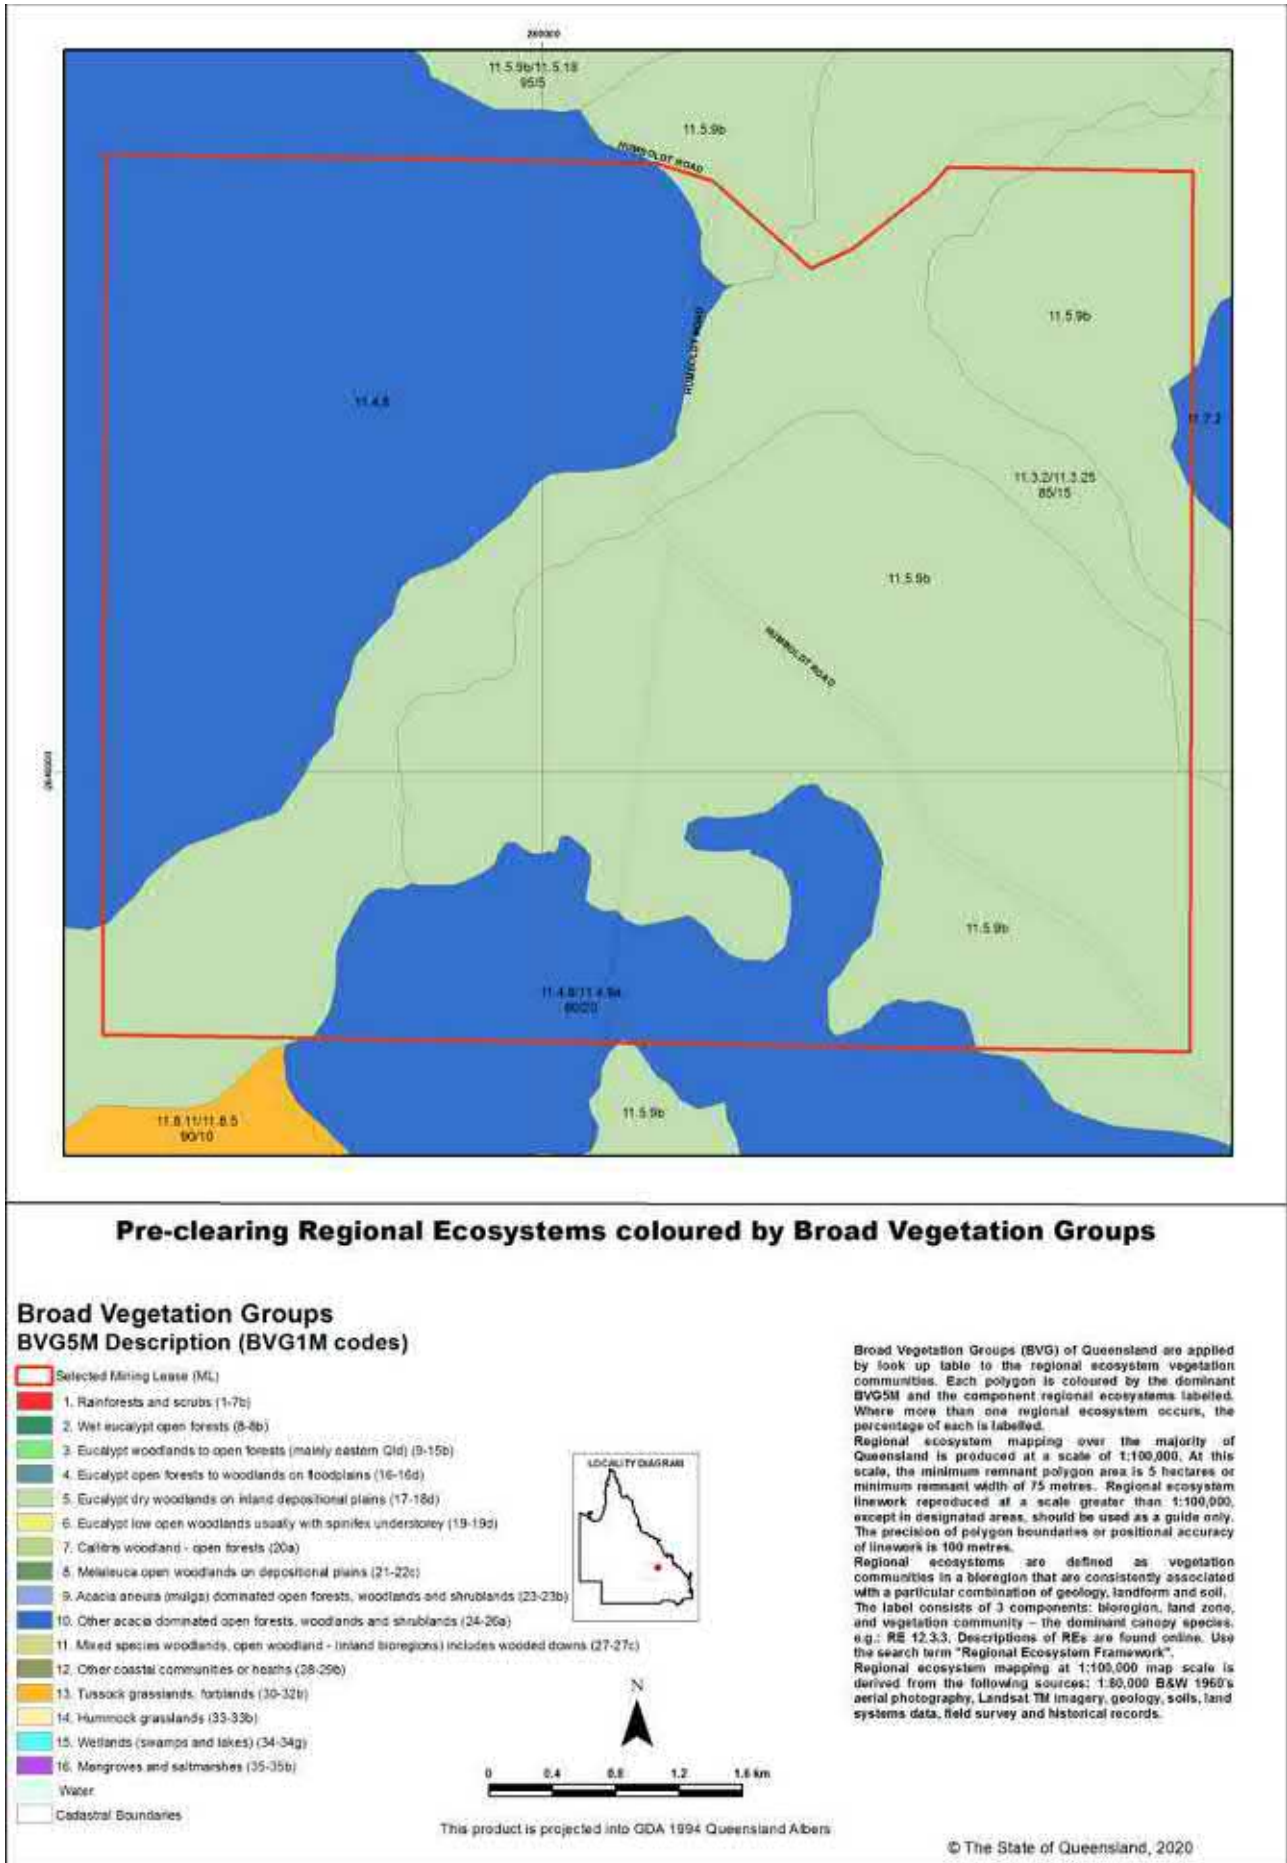 280000
11.5.9b/11.5.18
95/5
11.5.9b
HUMBOLDT ROAD
11.5.9b
HUMBOLDT ROAD
11.4.8
11.7.2
11.3.2/11.3.25
85/15
11.5.9b
HUMBOLDT ROAD
11.5.9b
11.4.8/11.4.9a
80/20
11.5.9b
11.8.11/11.8.5
90/10
Pre-clearing Regional Ecosystems coloured by Broad Vegetation Groups
Broad Vegetation Groups
BVG5M Description (BVG1M codes)
Selected Mining Lease (ML)
1. Rainforests and scrubs (1-7b)
2. Wet eucalypt open forests (8-8b)
3. Eucalypt woodlands to open forests (mainly eastern Qld) (9-15b)
4. Eucalypt open forests to woodlands on floodplains (16-16d)
5. Eucalypt dry woodlands on inland depositional plains (17-18d)
6. Eucalypt low open woodlands usually with spinifex understorey (19-19d)
7. Callitris woodland - open forests (20a)
8. Melaleuca open woodlands on depositional plains (21-22c)
9. Acacia aneura (mulga) dominated open forests, woodlands and shrublands (23-23b)
10. Other acacia dominated open forests, woodlands and shrublands (24-26a)
11. Mixed species woodlands, open woodland - (inland bioregions) includes wooded downs (27-27c)
12. Other coastal communities or heaths (28-29b)
13. Tussock grasslands, forblands (30-32b)
14. Hummock grasslands (33-33b)
15. Wetlands (swamps and lakes) (34-34g)
16. Mangroves and saltmarshes (35-35b)
Water
Cadastral Boundaries
LOCALITY DIAGRAM
N
0 0.4 0.8 1.2 1.6 km
This product is projected into GDA 1994 Queensland Albers
Broad Vegetation Groups (BVG) of Queensland are applied
by look up table to the regional ecosystem vegetation
communities. Each polygon is coloured by the dominant
BVG5M and the component regional ecosystems labelled.
Where more than one regional ecosystem occurs, the
percentage of each is labelled.
Regional ecosystem mapping over the majority of
Queensland is produced at a scale of 1:100,000. At this
scale, the minimum remnant polygon area is 5 hectares or
minimum remnant width of 75 metres. Regional ecosystem
linework reproduced at a scale greater than 1:100,000,
except in designated areas, should be used as a guide only.
The precision of polygon boundaries or positional accuracy
of linework is 100 metres.
Regional ecosystems are defined as vegetation
communities in a bioregion that are consistently associated
with a particular combination of geology, landform and soil.
The label consists of 3 components: bioregion, land zone,
and vegetation community – the dominant canopy species.
e.g.: RE 12.3.3. Descriptions of REs are found online. Use
the search term "Regional Ecosystem Framework".
Regional ecosystem mapping at 1:100,000 map scale is
derived from the following sources: 1:80,000 B&W 1960's
aerial photography, Landsat TM imagery, geology, soils, land
systems data, field survey and historical records.
© The State of Queensland, 2020